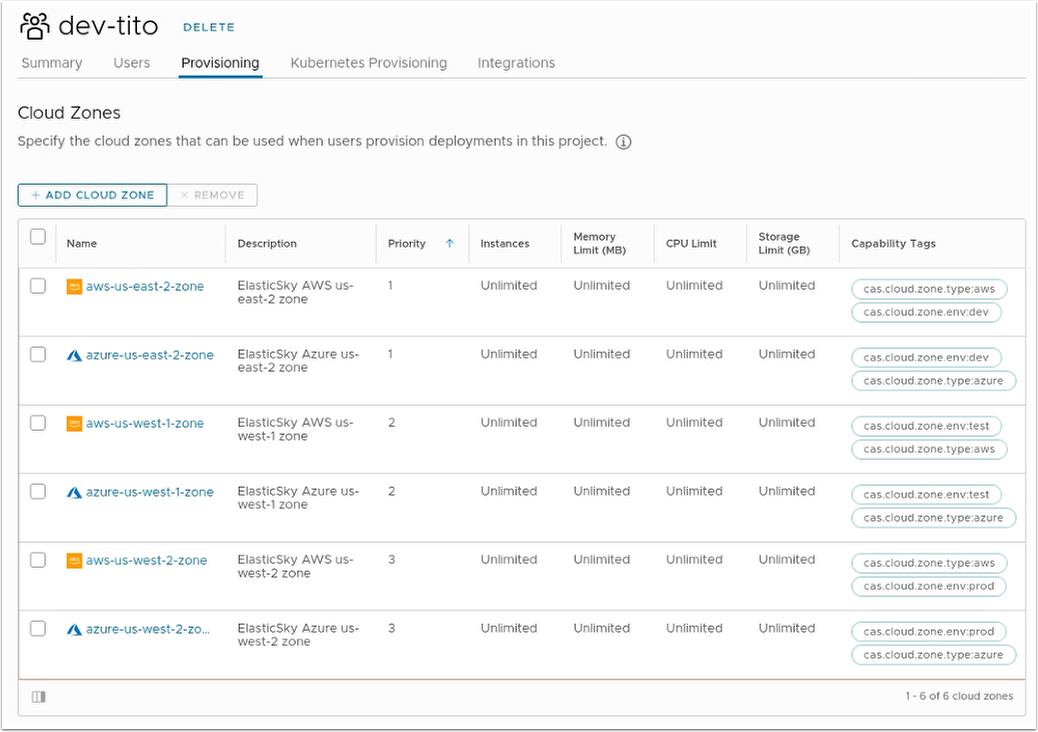 dev-tito DELETE
Summary Users Provisioning Kubernetes Provisioning Integrations
Cloud Zones
Specify the cloud zones that can be used when users provision deployments in this project.
+ ADD CLOUD ZONE × REMOVE
Name Description Priority Instances Memory Limit (MB) CPU Limit Storage Limit (GB) Capability Tags
aws-us-east-2-zone ElasticSky AWS us- 1 Unlimited Unlimited Unlimited Unlimited cas.cloud.zone.type:aws
east-2 zone cas.cloud.zone.env:dev
azure-us-east-2-zone ElasticSky Azure us- 1 Unlimited Unlimited Unlimited Unlimited cas.cloud.zone.env:dev
east-2 zone cas.cloud.zone.type:azure
aws-us-west-1-zone ElasticSky AWS us- 2 Unlimited Unlimited Unlimited Unlimited cas.cloud.zone.env:test
west-1 zone cas.cloud.zone.type:aws
azure-us-west-1-zone ElasticSky Azure us- 2 Unlimited Unlimited Unlimited Unlimited cas.cloud.zone.env:test
west-1 zone cas.cloud.zone.type:azure
aws-us-west-2-zone ElasticSky AWS us- 3 Unlimited Unlimited Unlimited Unlimited cas.cloud.zone.type:aws
west-2 zone cas.cloud.zone.env:prod
azure-us-west-2-zo... ElasticSky Azure us- 3 Unlimited Unlimited Unlimited Unlimited cas.cloud.zone.env:prod
west-2 zone cas.cloud.zone.type:azure
1 - 6 of 6 cloud zones